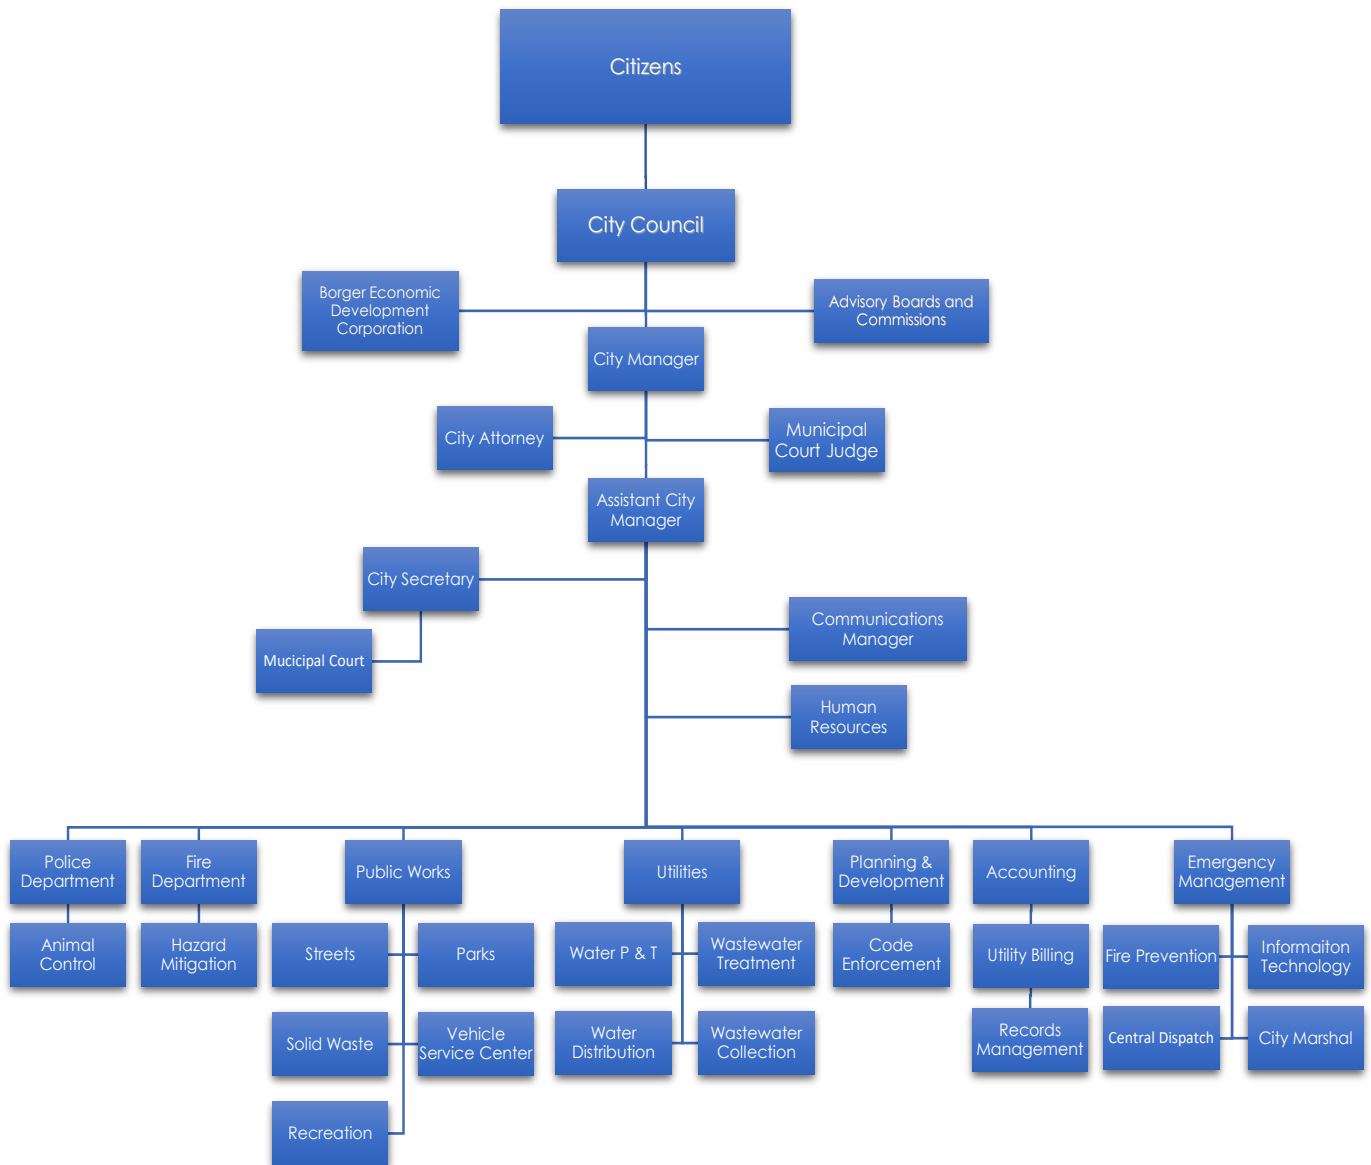 Citizens
City Council
Borger Economic
Development
Corporation
Advisory Boards and
Commissions
City Manager
City Attorney
Municipal
Court Judge
Assistant City
Manager
City Secretary
Communications
Manager
Mucicipal Court
Human
Resources
Police
Department
Fire
Department
Public Works
Utilities
Planning &
Development
Accounting
Emergency
Management
Animal
Control
Hazard
Mitigation
Streets
Parks
Water P & T
Wastewater
Treatment
Code
Enforcement
Utility Billing
Fire Prevention
Informaiton
Technology
Solid Waste
Vehicle
Service Center
Water
Distribution
Wastewater
Collection
Records
Management
Central Dispatch
City Marshal
Recreation